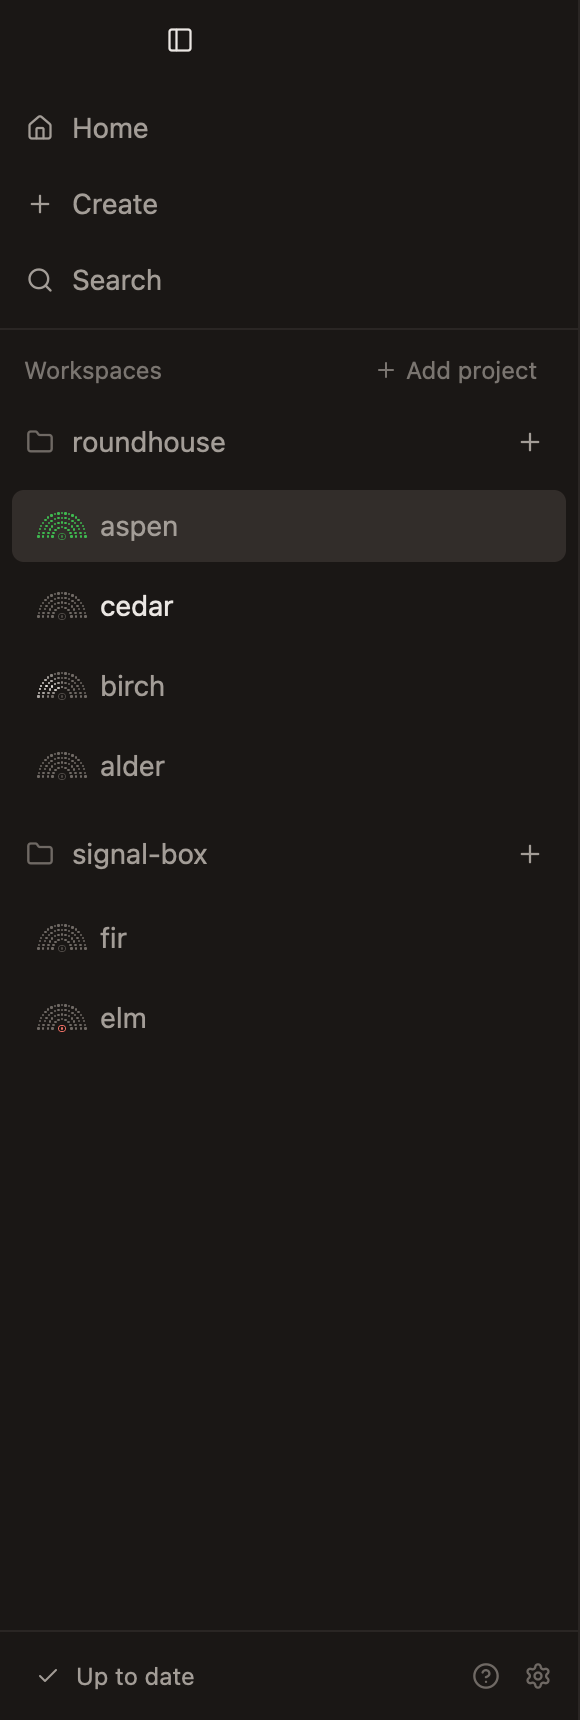 Home
Create
Search
Workspaces
Add project
roundhouse
aspen
cedar
birch
alder
signal-box
fir
elm
Up to date